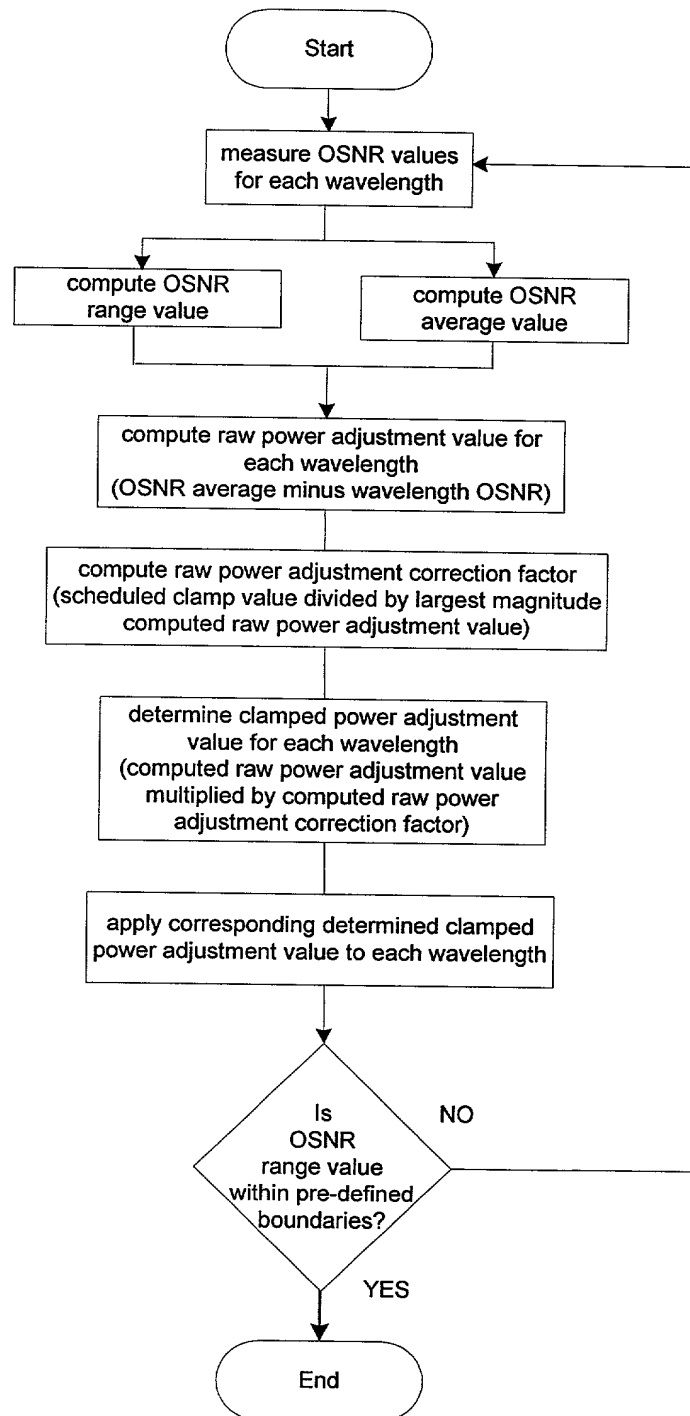 Start
measure OSNR values
for each wavelength
compute OSNR
range value
compute OSNR
average value
compute raw power adjustment value for
each wavelength
(OSNR average minus wavelength OSNR)
compute raw power adjustment correction factor
(scheduled clamp value divided by largest magnitude
computed raw power adjustment value)
determine clamped power adjustment
value for each wavelength
(computed raw power adjustment value
multiplied by computed raw power
adjustment correction factor)
apply corresponding determined clamped
power adjustment value to each wavelength
Is
OSNR
range value
within pre-defined
boundaries?
NO
YES
End